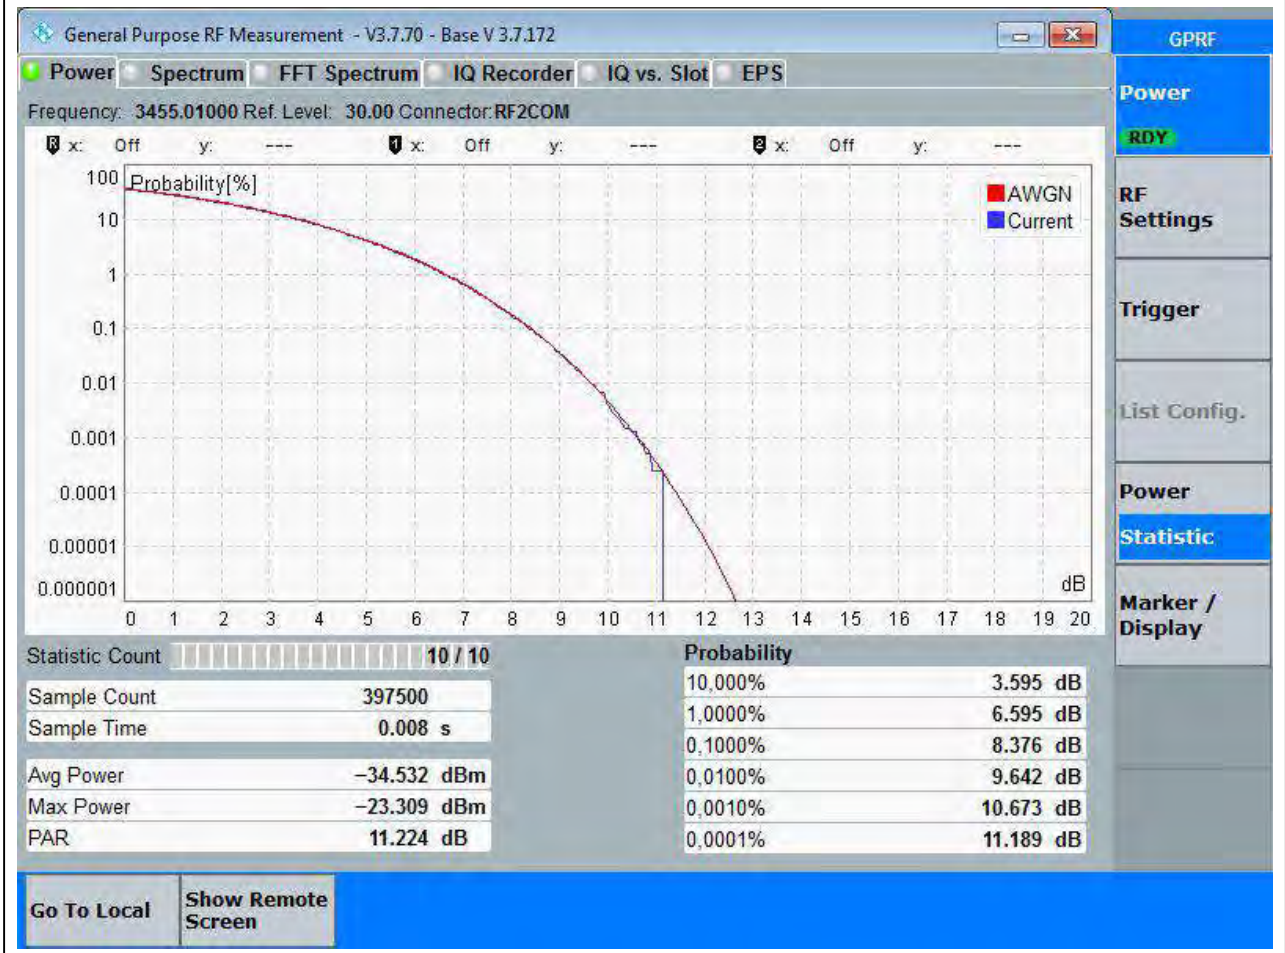 General Purpose RF Measurement - V3.7.70 - Base V 3.7.172
GPRF
Power Spectrum FFT Spectrum IQ Recorder IQ vs. Slot EPS
Frequency: 3455.01000 Ref. Level: 30.00 Connector:RF2COM
R x: Off y: --- 1 x: Off y: --- 2 x: Off y: ---
Probability[%]
AWGN
Current
100
10
1
0.1
0.01
0.001
0.0001
0.00001
0.000001
dB
0 1 2 3 4 5 6 7 8 9 10 11 12 13 14 15 16 17 18 19 20
Statistic Count 10 / 10
Sample Count 397500
Sample Time 0.008 s
Avg Power −34.532 dBm
Max Power −23.309 dBm
PAR 11.224 dB
Probability
10,000% 3.595 dB
1,0000% 6.595 dB
0,1000% 8.376 dB
0,0100% 9.642 dB
0,0010% 10.673 dB
0,0001% 11.189 dB
Power
RDY
RF
Settings
Trigger
List Config.
Power
Statistic
Marker /
Display
Go To Local
Show Remote
Screen